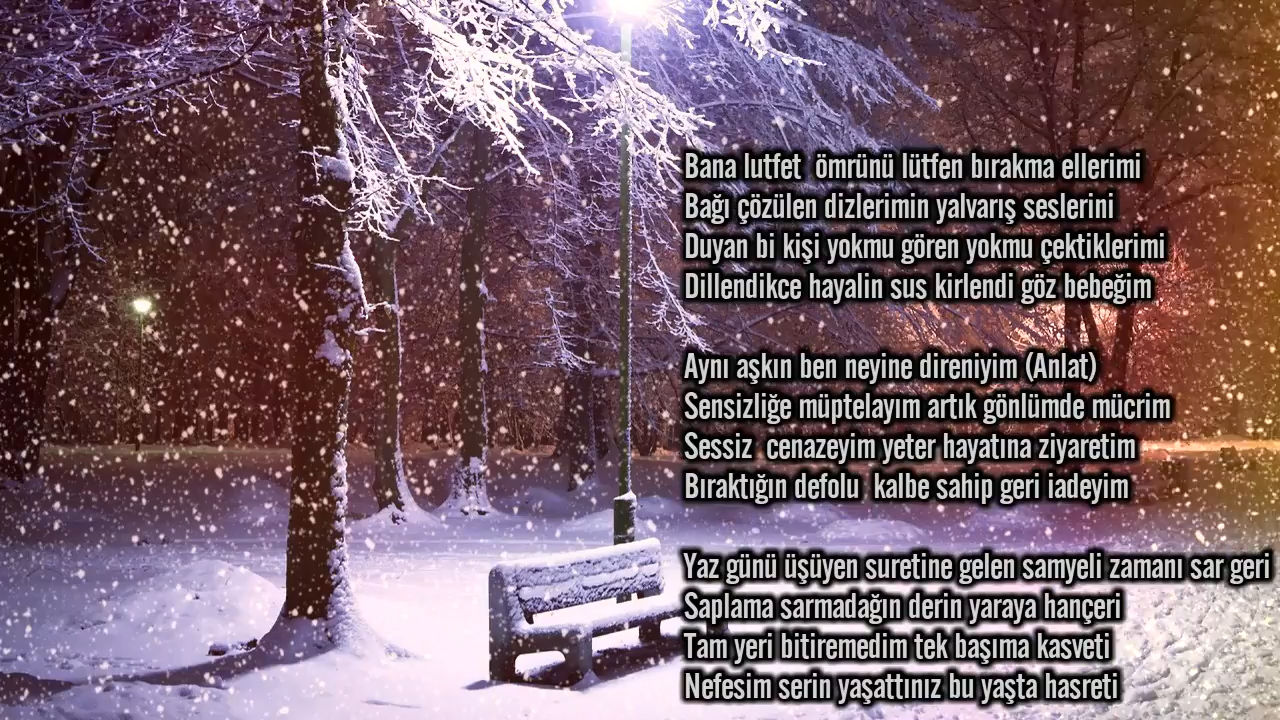 Bana lutfet  ömrünü lütfen bırakma ellerimi
Bağı çözülen dizlerimin yalvarış seslerini
Duyan bi kişi yokmu gören yokmu çektiklerimi
Dillendikce hayalin sus kirlendi göz bebeğim
Aynı aşkın ben neyine direniyim (Anlat)
Sensizliğe müptelayım artık gönlümde mücrim
Sessiz  cenazeyim yeter hayatına ziyaretim
Bıraktığın defolu  kalbe sahip geri iadeyim
Yaz günü üşüyen suretine gelen samyeli zamanı sar geri
Saplama sarmadağın derin yaraya hançeri
Tam yeri bitiremedim tek başıma kasveti
Nefesim serin yaşattınız bu yaşta hasreti